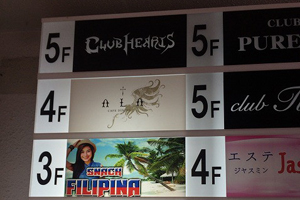 5F
CLUB HEARTS
5F
CLUB
PURE
4F
ALA
5F
club T
3F
SNACK
FILIPINA
4F
エステ
ジャスミン
Jas